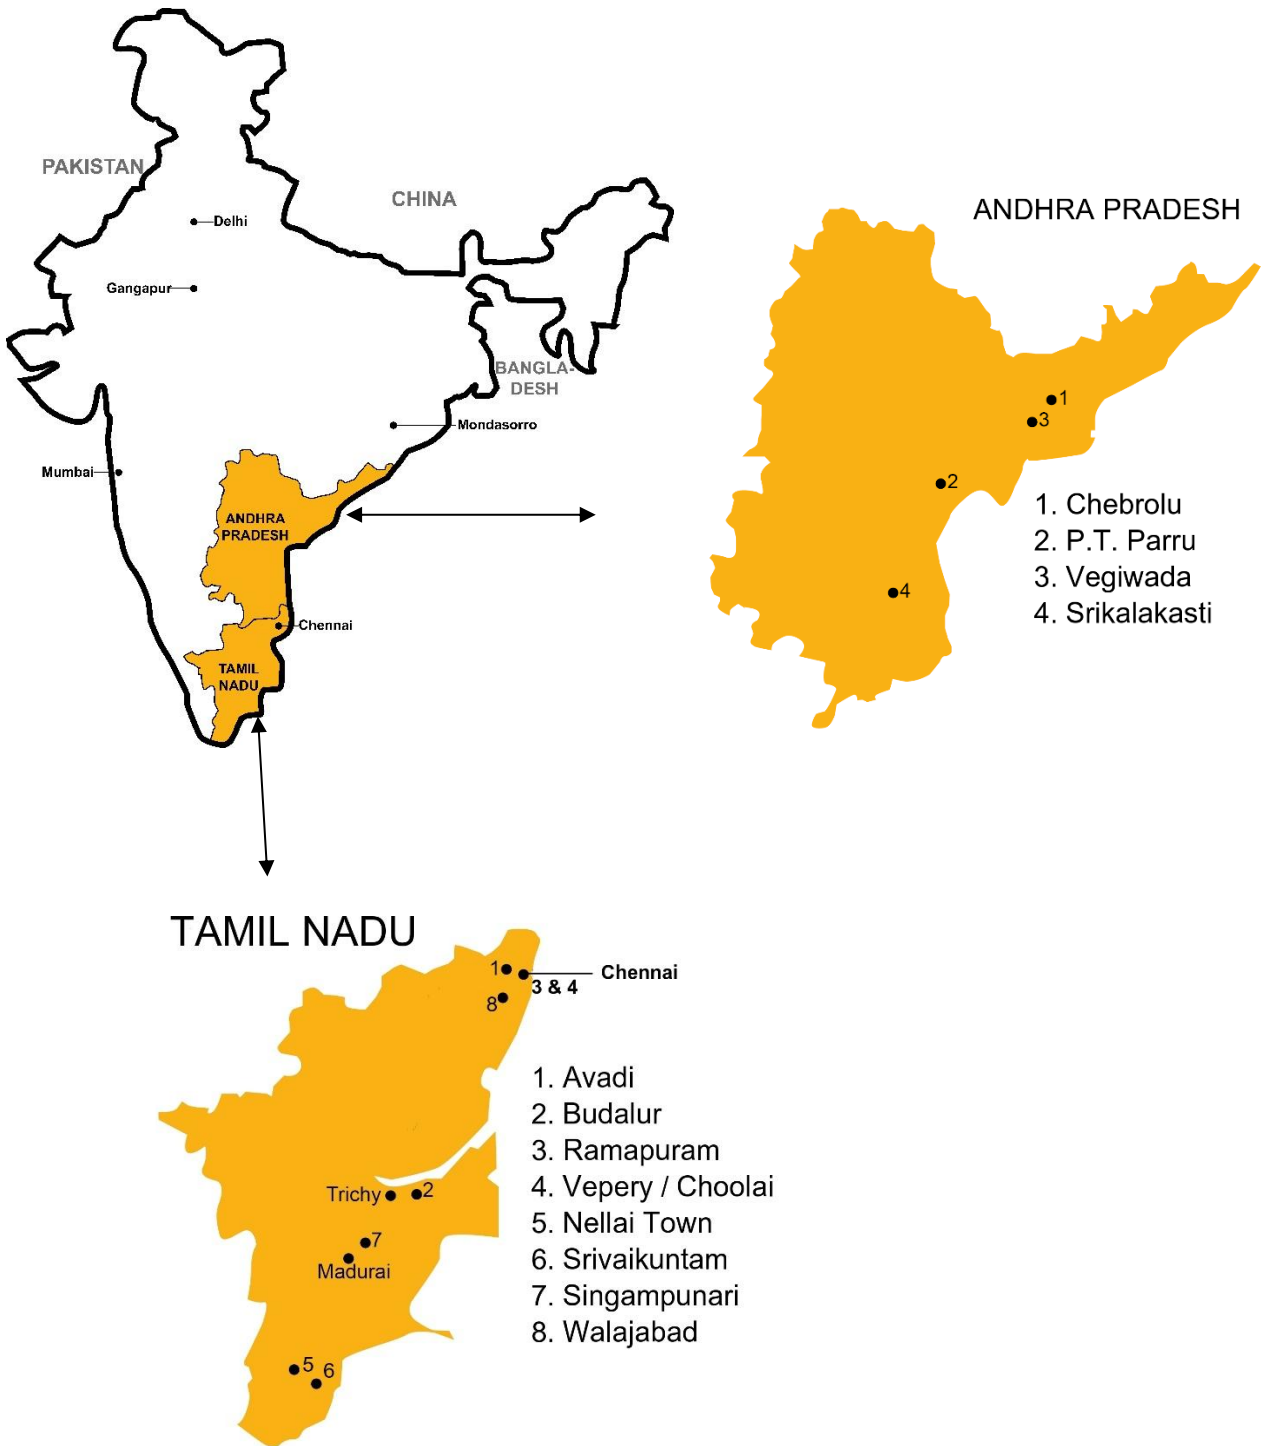 PAKISTAN
CHINA
Delhi
Gangapur
BANGLA-
DESH
Mondasorro
Mumbai
ANDHRA
PRADESH
Chennai
TAMIL
NADU
ANDHRA PRADESH
1
3
2
4
1. Chebrolu
2. P.T. Parru
3. Vegiwada
4. Srikalakasti
TAMIL NADU
1
Chennai
3 & 4
8
1. Avadi
2. Budalur
3. Ramapuram
4. Vepery / Choolai
5. Nellai Town
6. Srivaikuntam
7. Singampunari
8. Walajabad
Trichy
2
7
Madurai
5
6